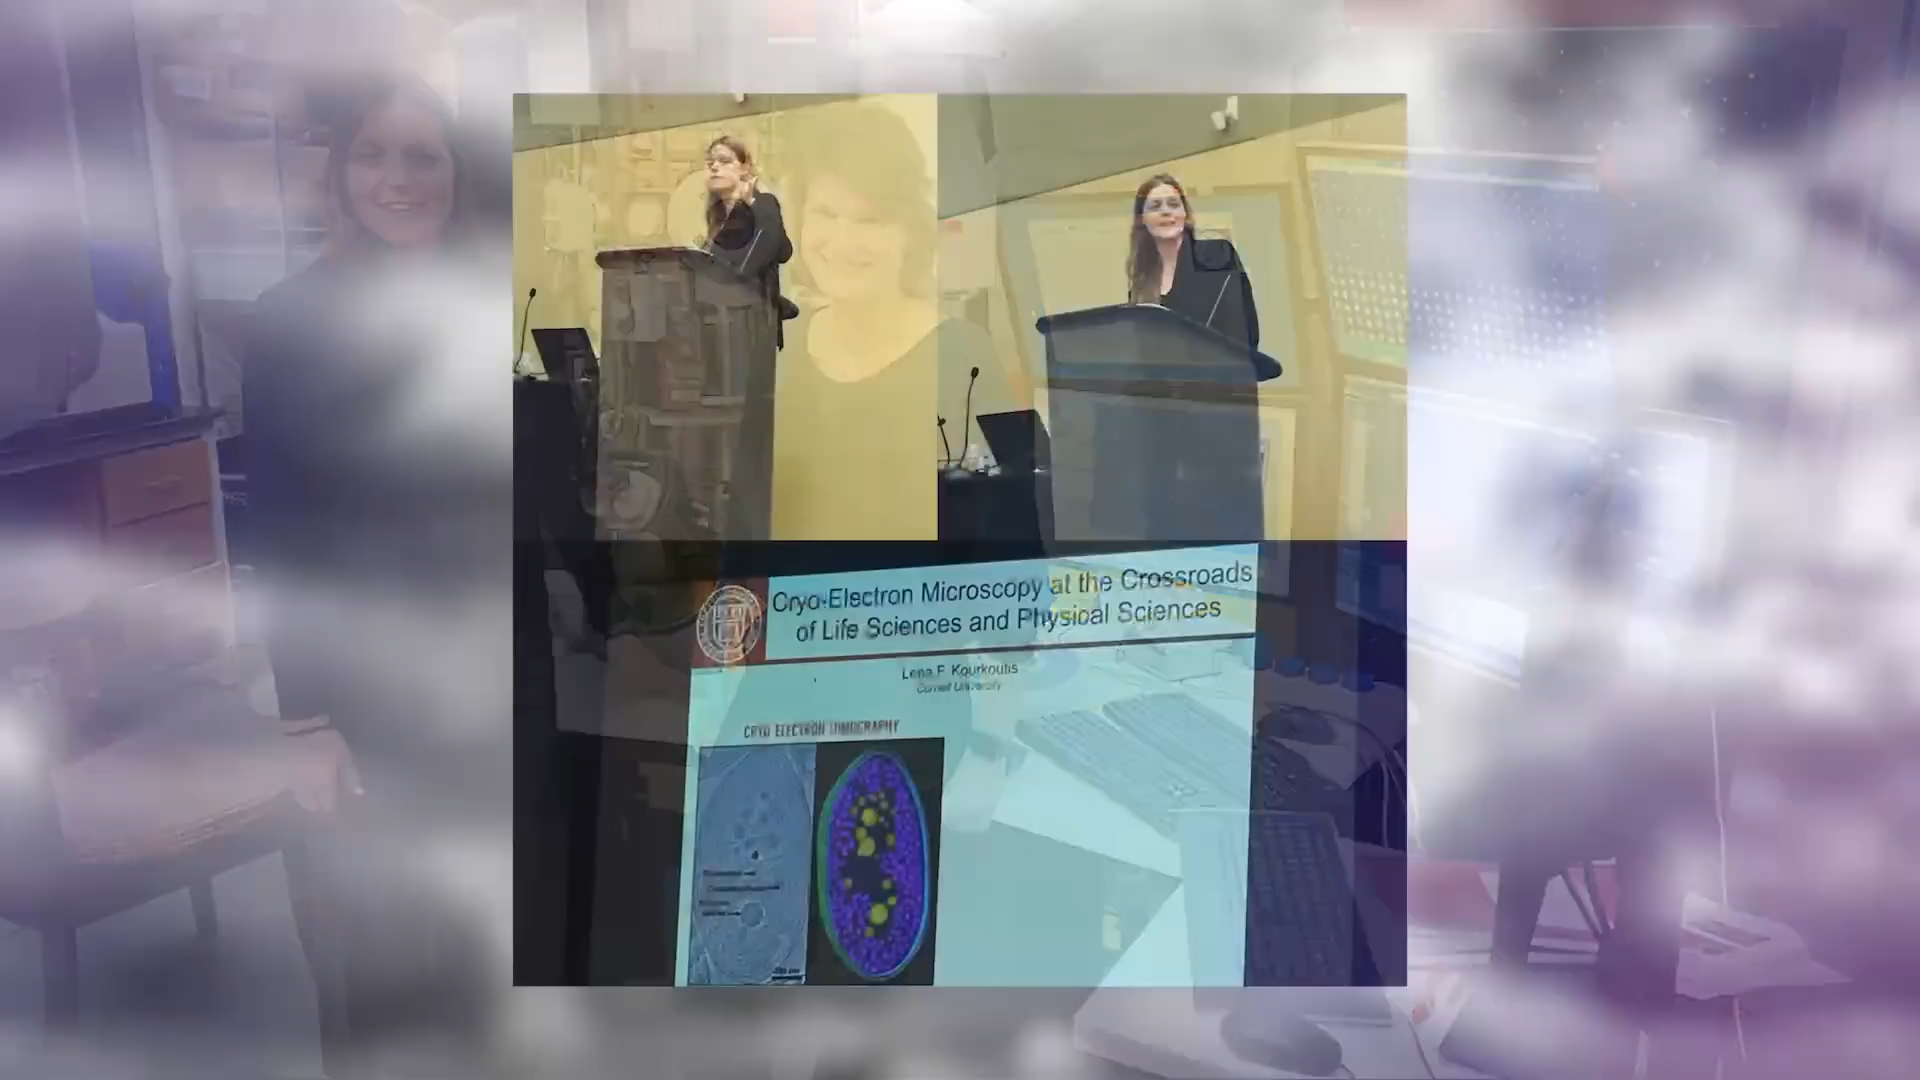 Cryo-Electron Microscopy at the Crossroads
of Life Sciences and Physical Sciences
Lena F. Kourkoutis
Cornell University
CRYO ELECTRON TOMOGRAPHY